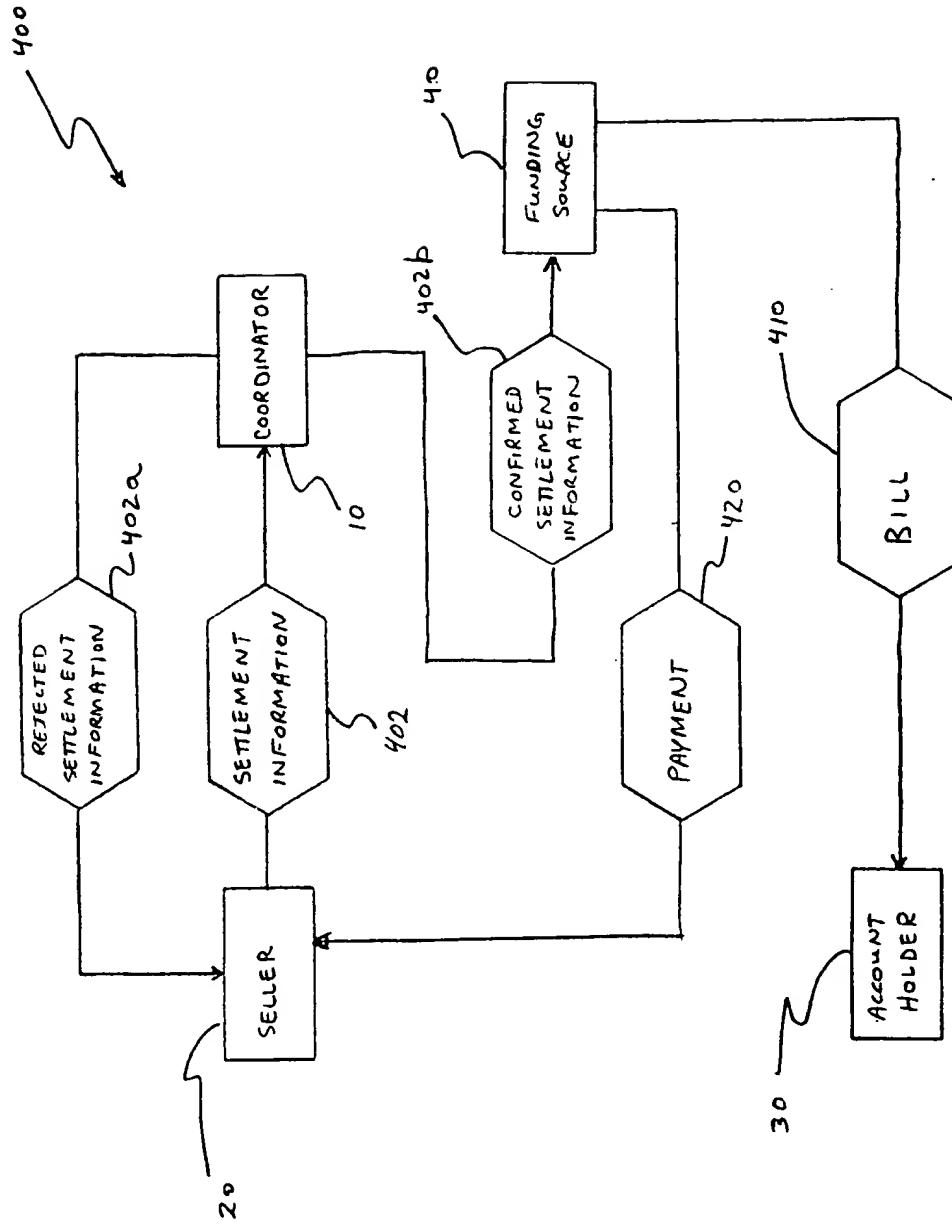 400
REJECTED
SETTLEMENT
INFORMATION
402a
SELLER
20
SETTLEMENT
INFORMATION
402
COORDINATOR
10
CONFIRMED
SETTLEMENT
INFORMATION
402b
FUNDING
SOURCE
40
PAYMENT
420
ACCOUNT
HOLDER
30
BILL
410